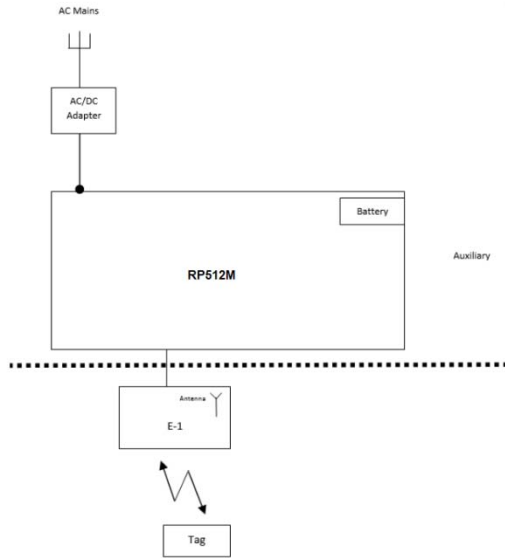 AC Mains
AC/DC
Adapter
Battery
RP512M
Auxiliary
Antenna
E-1
Tag